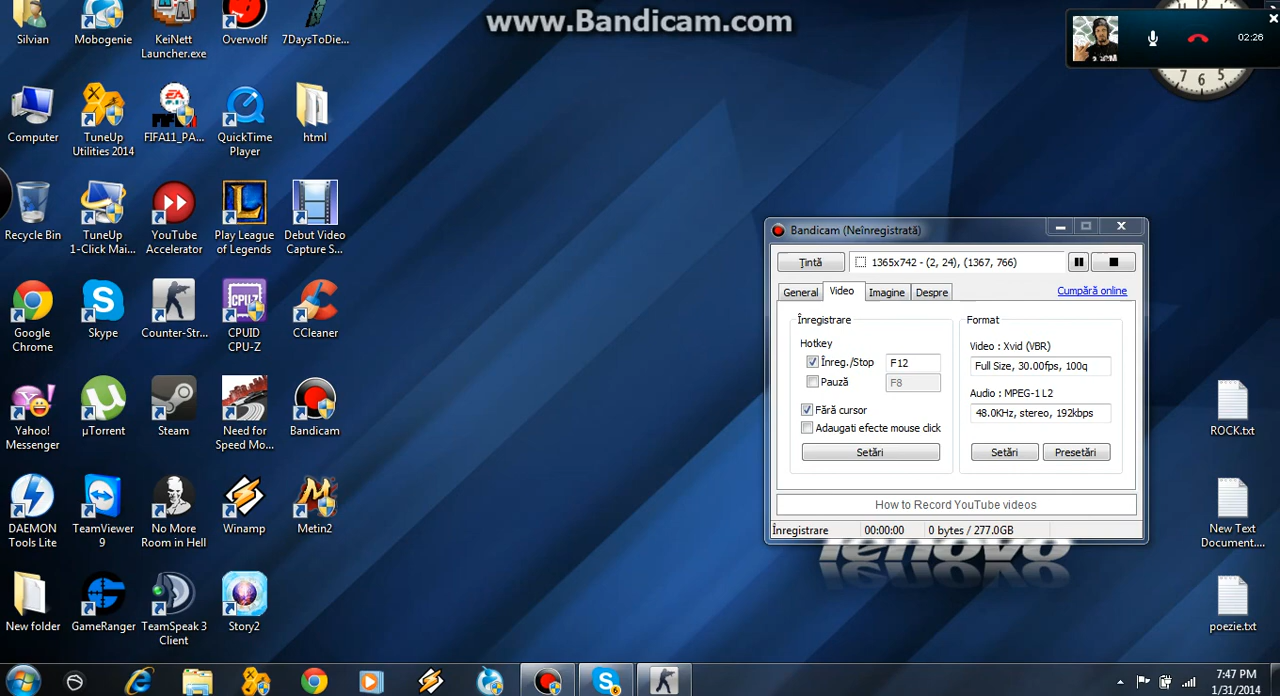 www.Bandicam.com
02:26
Silvian
Mobogenie
KeiNett
Launcher.exe
Overwolf
7DaysToDie...
Computer
TuneUp
Utilities 2014
FIFA11_PA...
QuickTime
Player
html
Recycle Bin
TuneUp
1-Click Mai...
YouTube
Accelerator
Play League
of Legends
Debut Video
Capture S...
Google
Chrome
Skype
Counter-Str...
CPUID
CPU-Z
CCleaner
Yahoo!
Messenger
µTorrent
Steam
Need for
Speed Mo...
Bandicam
DAEMON
Tools Lite
TeamViewer
9
No More
Room in Hell
Winamp
Metin2
New folder
GameRanger
TeamSpeak 3
Client
Story2
Bandicam (Neînregistrată)
Ţintă
1365x742 - (2, 24), (1367, 766)
General
Video
Imagine
Despre
Cumpără online
Înregistrare
Hotkey
Înreg./Stop
F12
Pauză
F8
Fără cursor
Adaugati efecte mouse click
Setări
Format
Video : Xvid (VBR)
Full Size, 30.00fps, 100q
Audio : MPEG-1 L2
48.0KHz, stereo, 192kbps
Setări
Presetări
How to Record YouTube videos
Înregistrare
00:00:00
0 bytes / 277.0GB
lenovo
ROCK.txt
New Text
Document....
poezie.txt
7:47 PM
1/31/2014